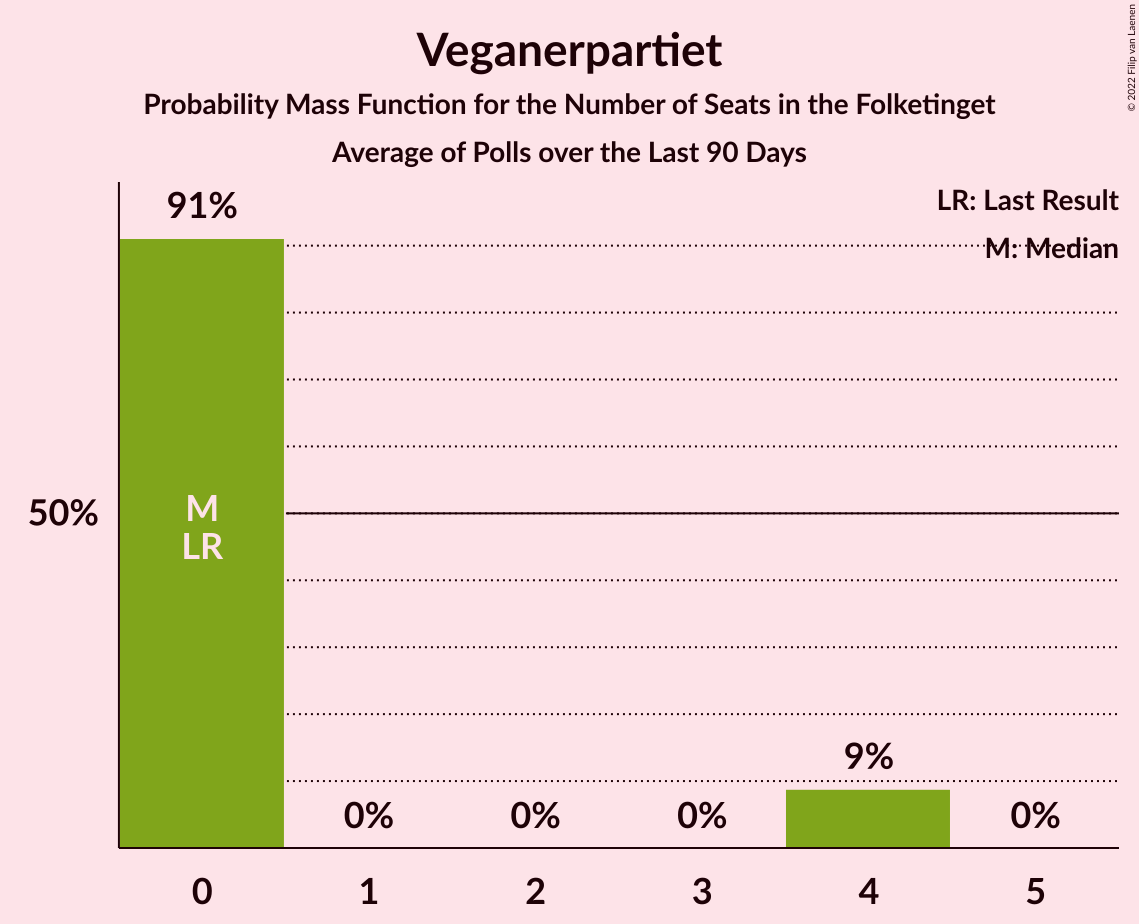 Veganerpartiet
Probability Mass Function for the Number of Seats in the Folketinget
Average of Polls over the Last 90 Days
© 2022 Filip van Laenen
LR: Last Result
M: Median
91%
50%
M
LR
0%
0%
0%
9%
0%
0
1
2
3
4
5